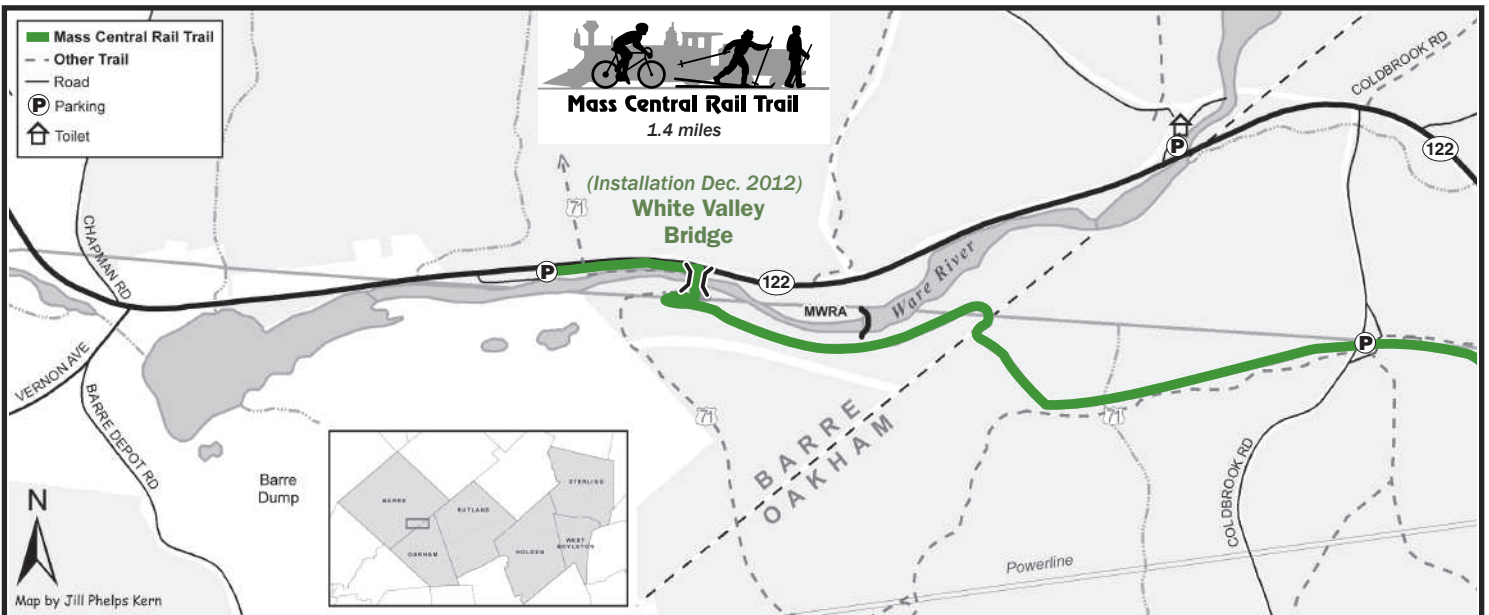 Mass Central Rail Trail
Other Trail
Road
P Parking
Toilet
Mass Central Rail Trail
1.4 miles
(Installation Dec. 2012)
White Valley
Bridge
71
CHAPMAN RD
P
122
MWRA
Ware River
P
COLDBROOK RD
122
P
VERNON AVE
BARRE DEPOT RD
Barre
Dump
71
71
BARRE
OAKHAM
COLDBROOK RD
Powerline
BARRE
RUTLAND
STERLING
OAKHAM
HOLDEN
WEST
BOYLSTON
N
Map by Jill Phelps Kern